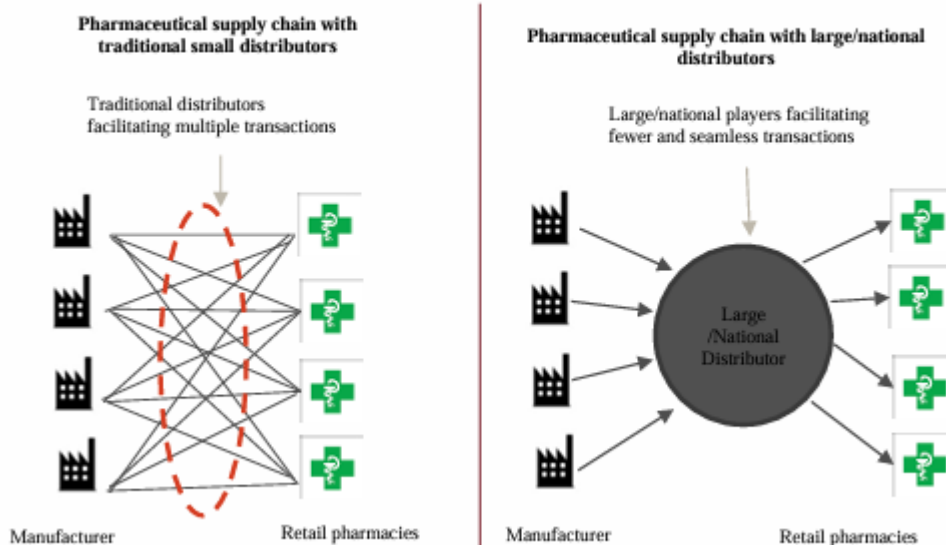 Pharmaceutical supply chain with
traditional small distributors
Traditional distributors
facilitating multiple transactions
Manufacturer
Retail pharmacies
Pharmaceutical supply chain with large/national
distributors
Large/national players facilitating
fewer and seamless transactions
Large
/National
Distributor
Manufacturer
Retail pharmacies